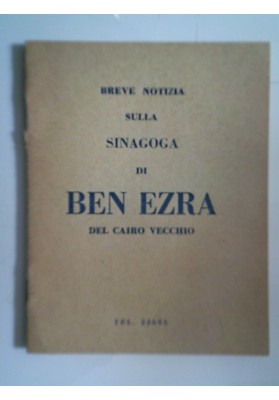 BREVE NOTIZIA
SULLA
SINAGOGA
DI
BEN EZRA
DEL CAIRO VECCHIO